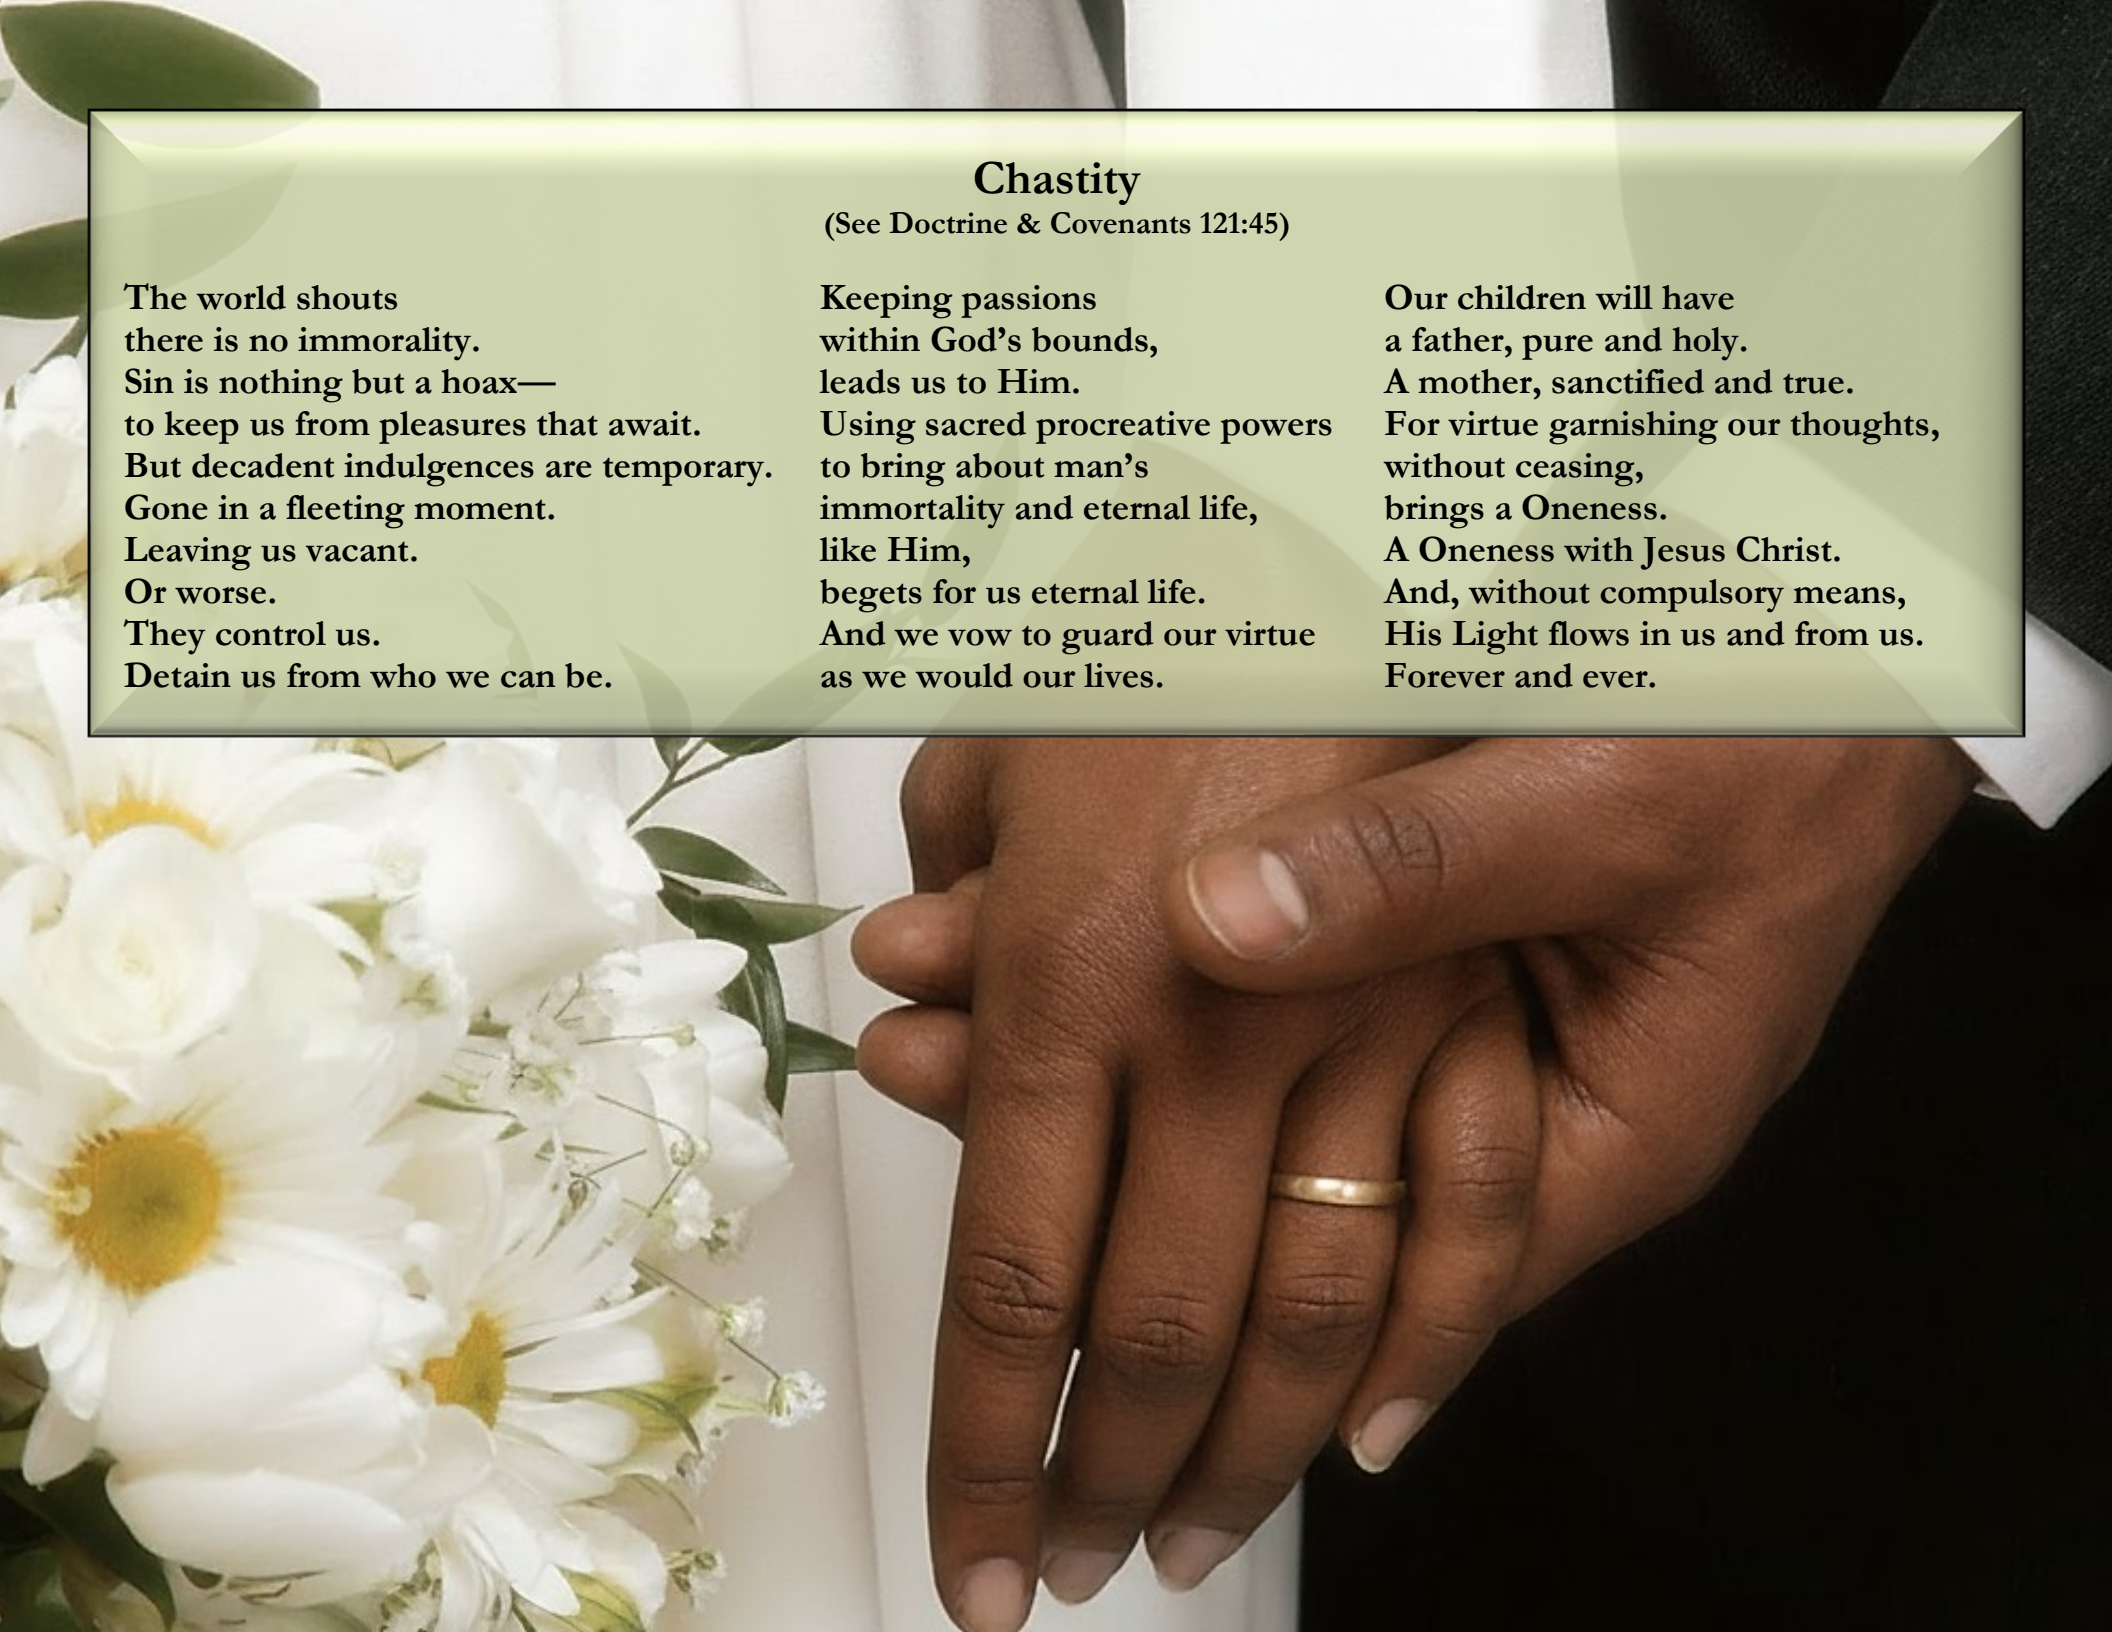 Chastity
(See Doctrine & Covenants 121:45)
The world shouts
there is no immorality.
Sin is nothing but a hoax—
to keep us from pleasures that await.
But decadent indulgences are temporary.
Gone in a fleeting moment.
Leaving us vacant.
Or worse.
They control us.
Detain us from who we can be.
Keeping passions
within God’s bounds,
leads us to Him.
Using sacred procreative powers
to bring about man’s
immortality and eternal life,
like Him,
begets for us eternal life.
And we vow to guard our virtue
as we would our lives.
Our children will have
a father, pure and holy.
A mother, sanctified and true.
For virtue garnishing our thoughts,
without ceasing,
brings a Oneness.
A Oneness with Jesus Christ.
And, without compulsory means,
His Light flows in us and from us.
Forever and ever.